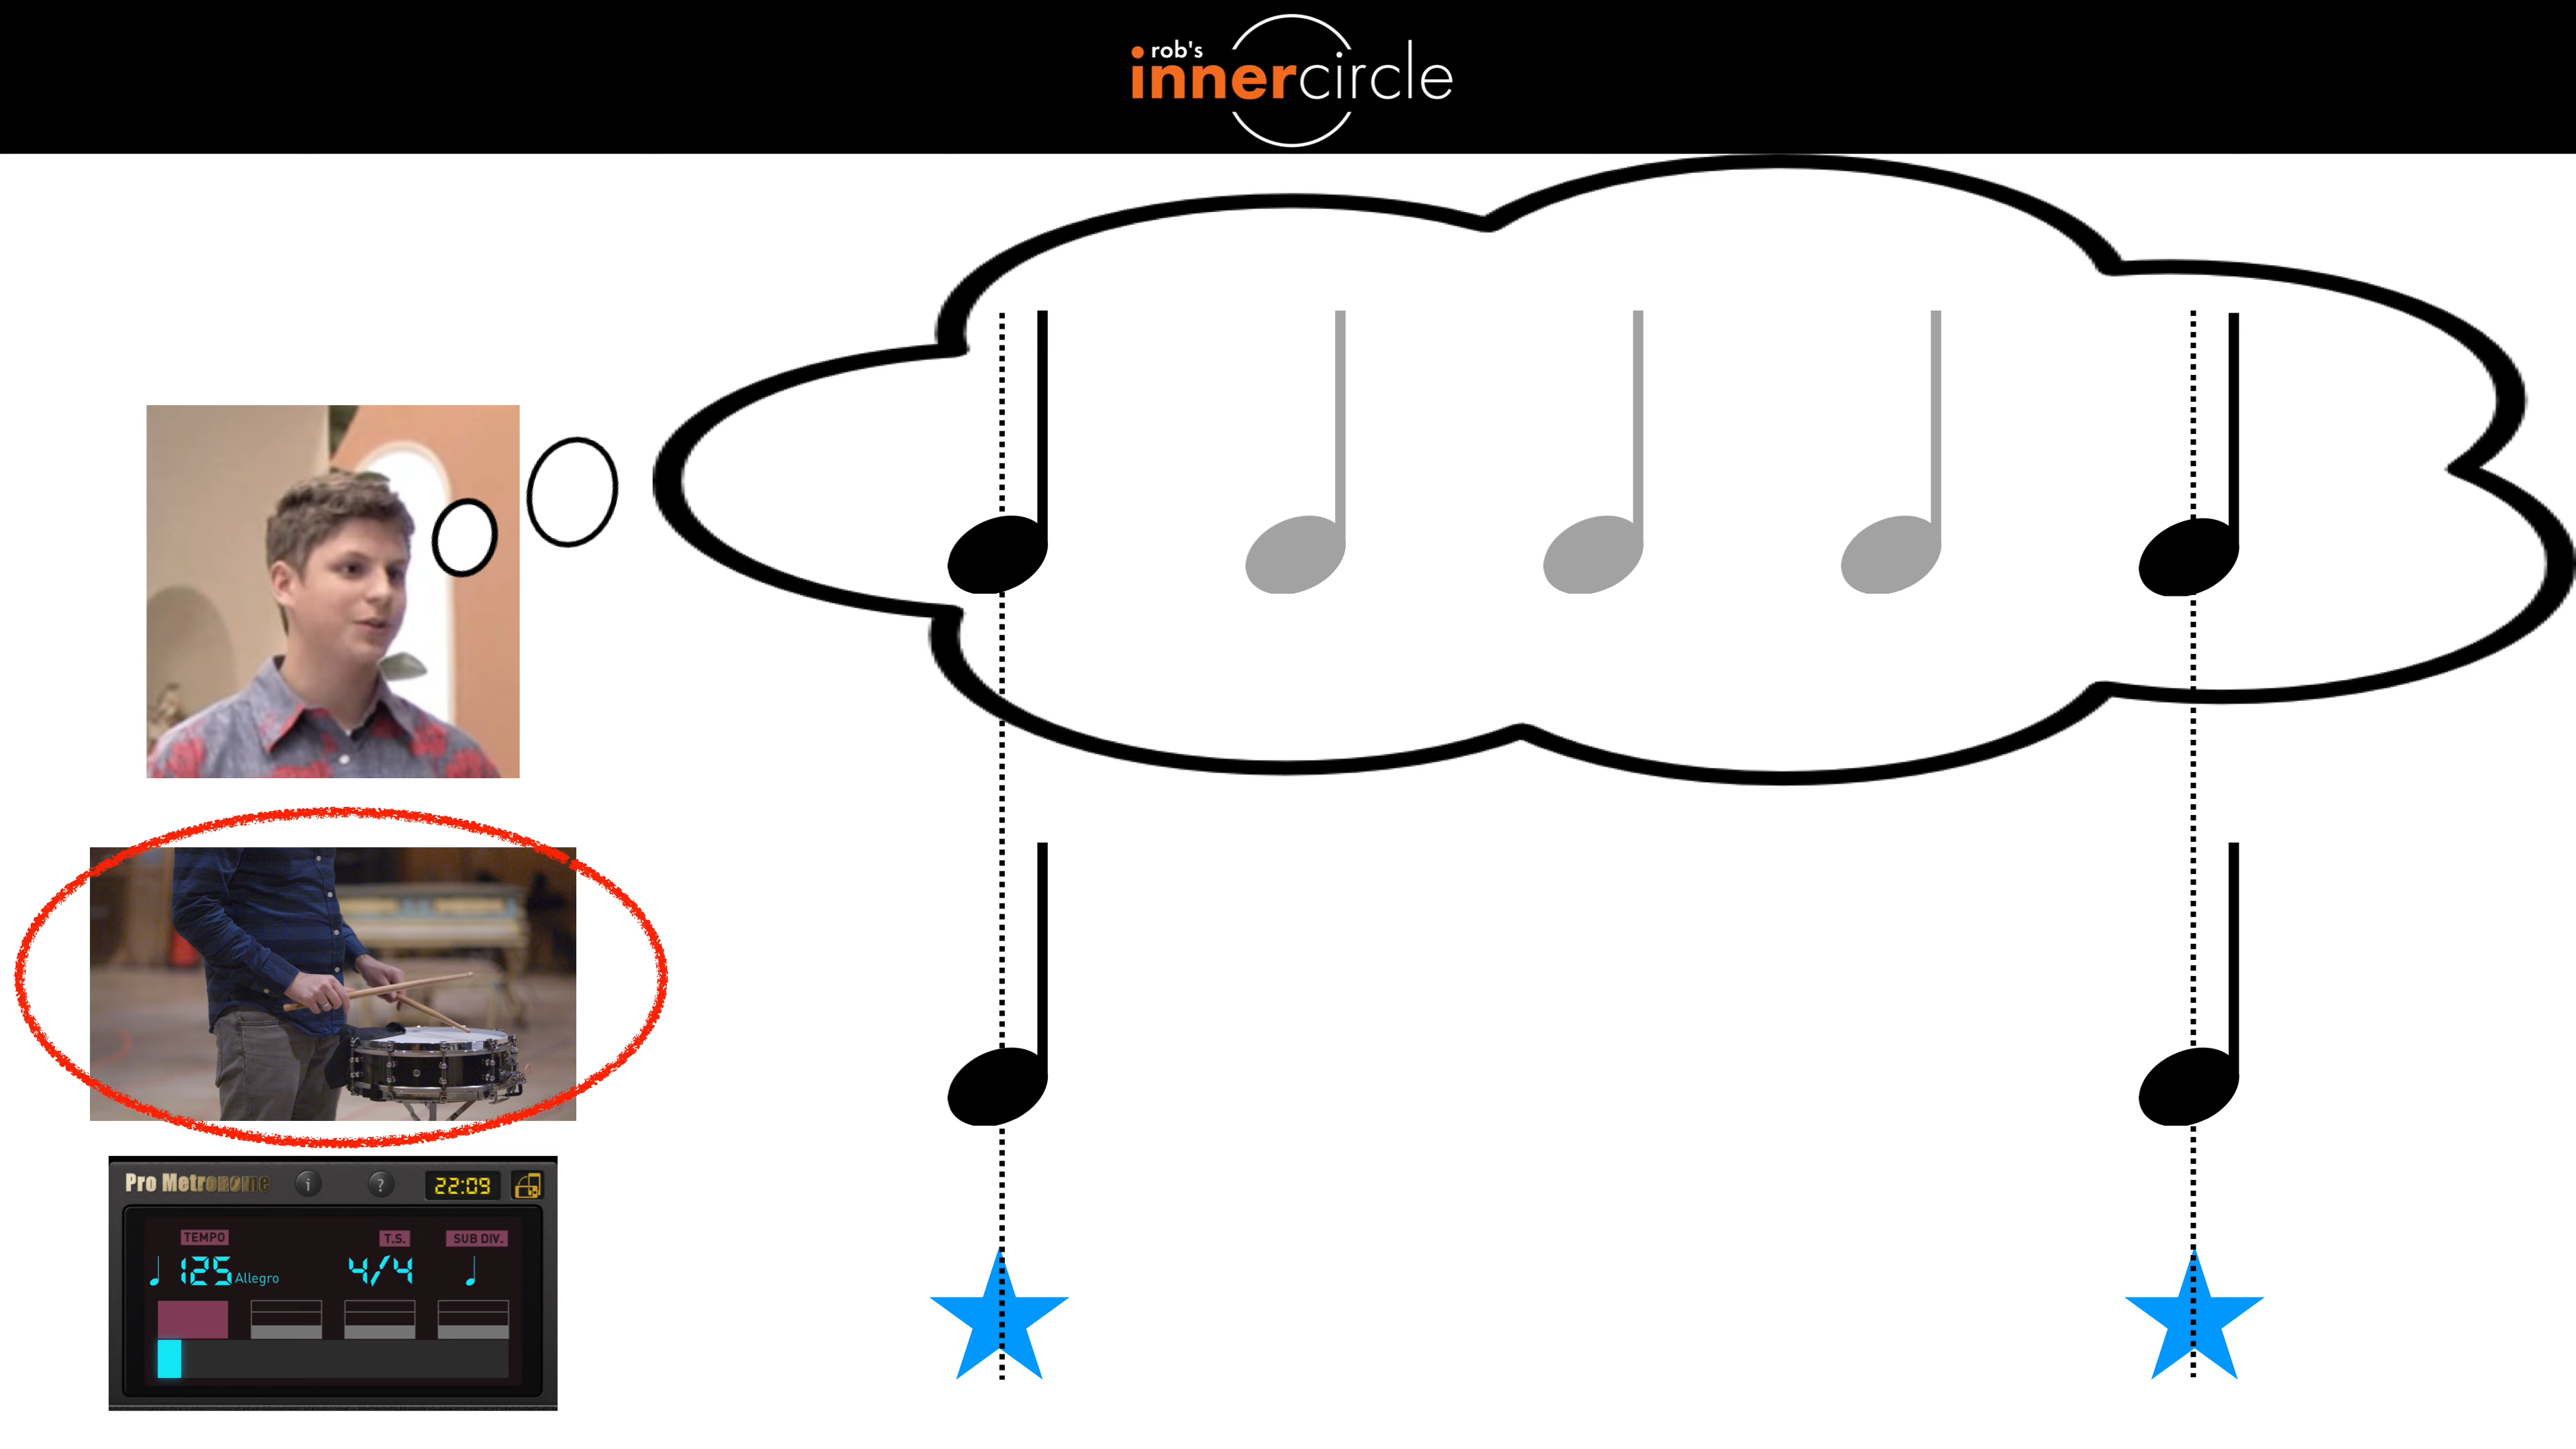 rob's
innercircle
Pro Metronome
i
?
22:09
TEMPO
T.S.
SUB DIV.
125 Allegro
4/4